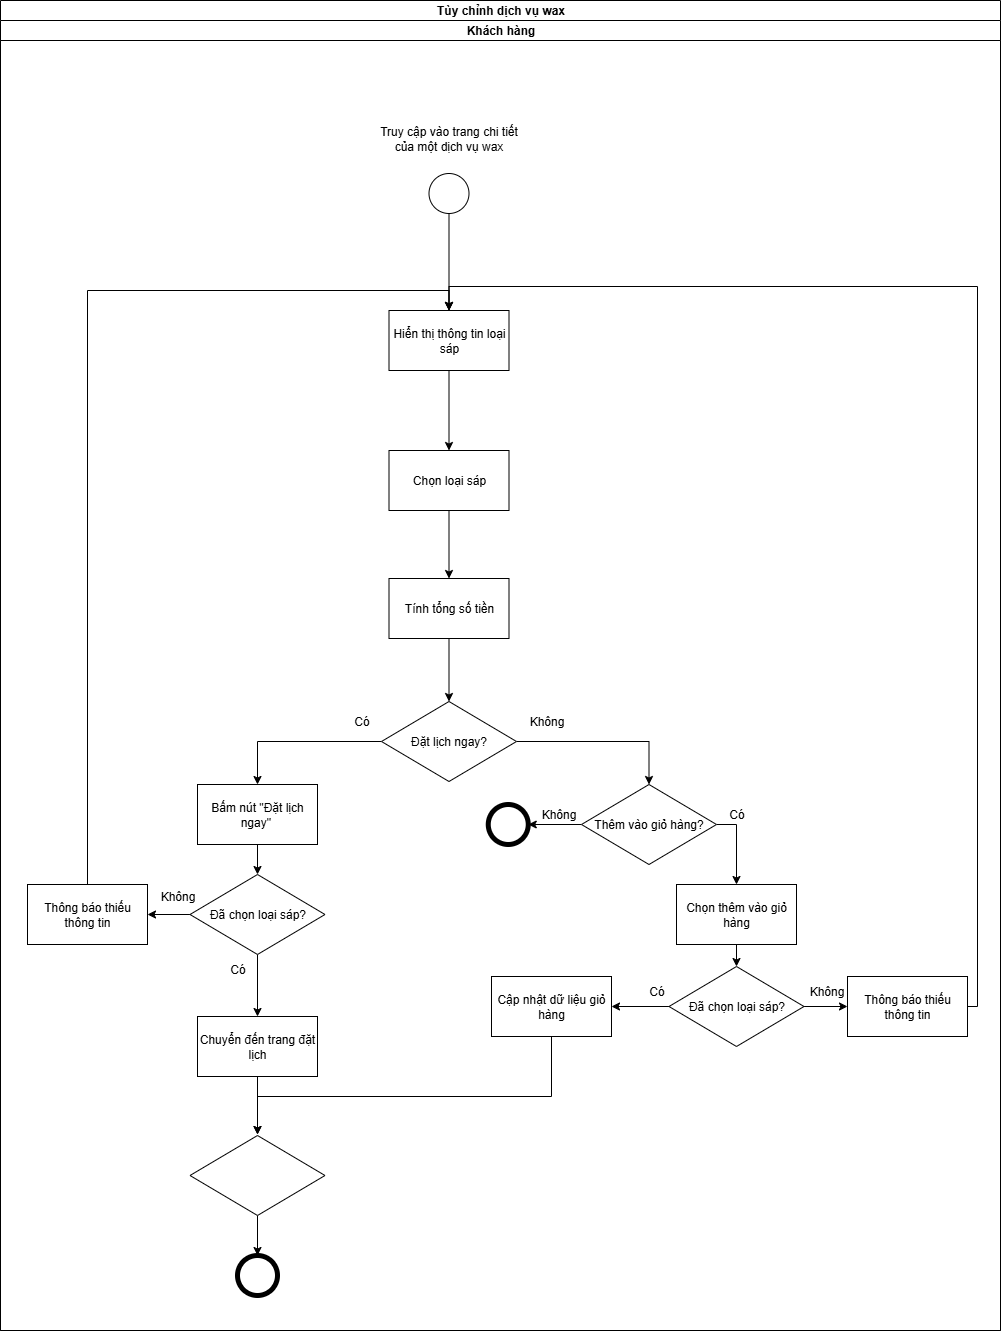 Tùy chỉnh dịch vụ wax
Khách hàng
Truy cập vào trang chi tiết
của một dịch vụ wax
Hiển thị thông tin loại
sáp
Chọn loại sáp
Tính tổng số tiền
Có
Đặt lịch ngay?
Không
Bấm nút "Đặt lịch
ngay"
Không
Thêm vào giỏ hàng?
Có
Thông báo thiếu
thông tin
Không
Đã chọn loại sáp?
Chọn thêm vào giỏ
hàng
Có
Cập nhật dữ liệu giỏ
hàng
Có
Đã chọn loại sáp?
Không
Thông báo thiếu
thông tin
Chuyển đến trang đặt
lịch